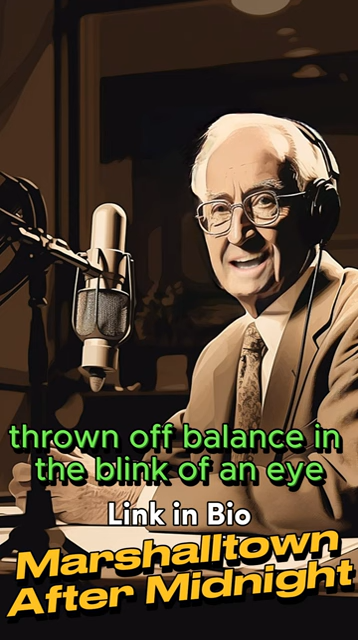 thrown off balance in
the blink of an eye
Link in Bio
Marshalltown
After Midnight